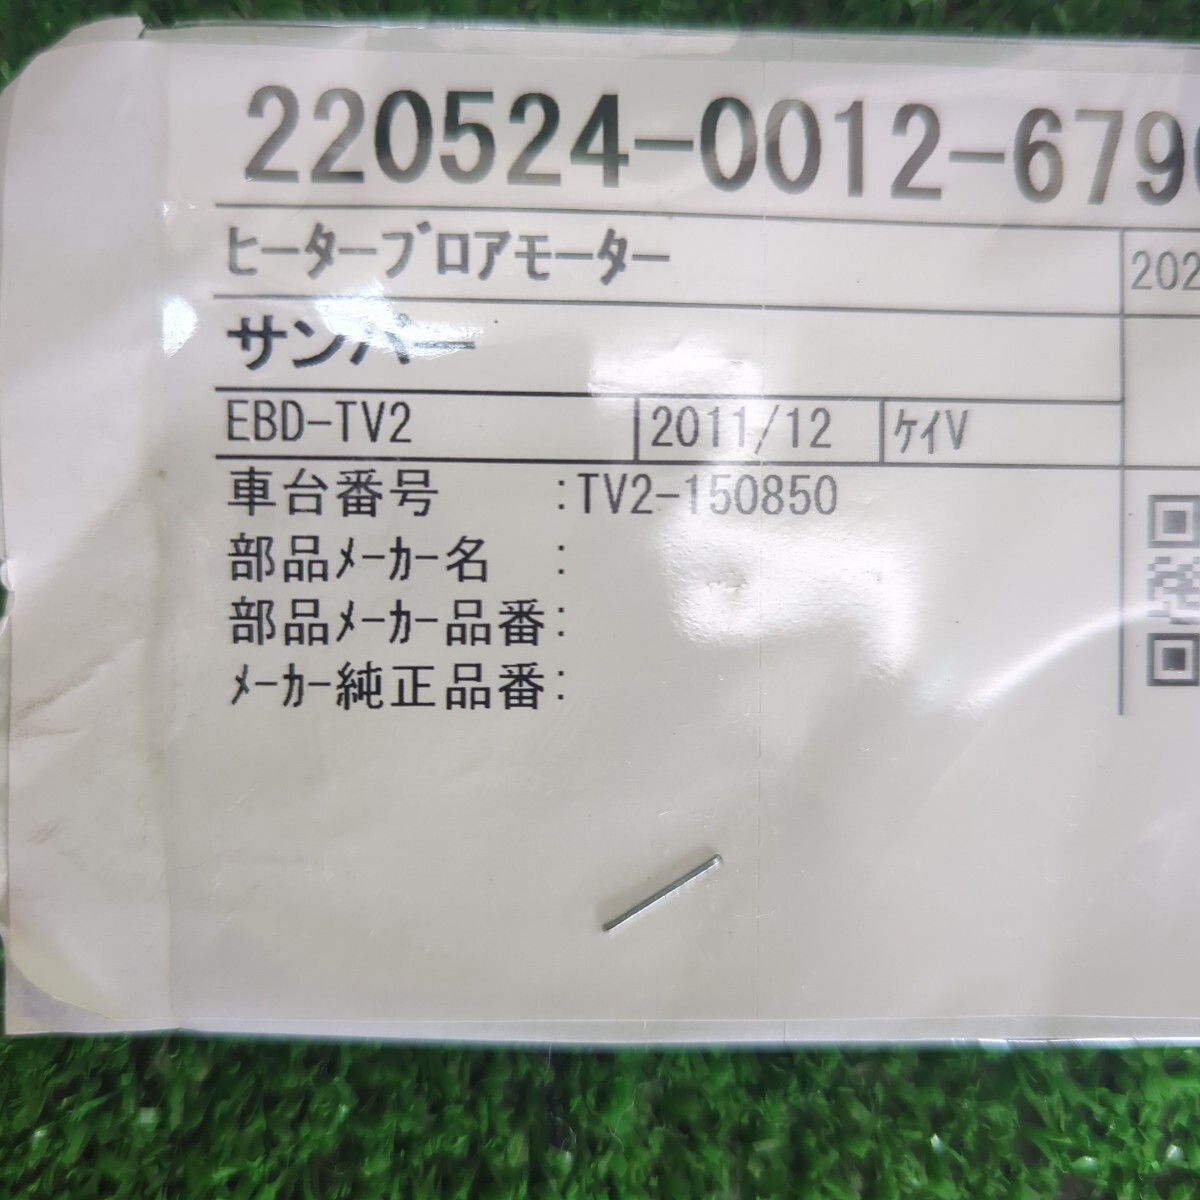 220524-0012-679
ヒーターブロアモーター 202
サンバー
EBD-TV2 2011/12 ｹｲV
車台番号 :TV2-150850
部品ﾒｰｶｰ名 :
部品ﾒｰｶｰ品番:
ﾒｰｶｰ純正品番: